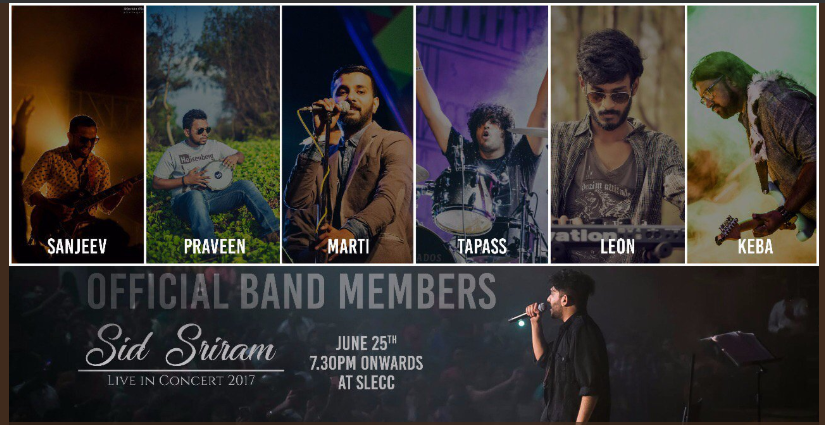 SANJEEV
PRAVEEN
MARTI
TAPASS
LEON
KEBA
OFFICIAL BAND MEMBERS
Sid Sriram
LIVE IN CONCERT 2017
JUNE 25TH
7.30PM ONWARDS
AT SLECC